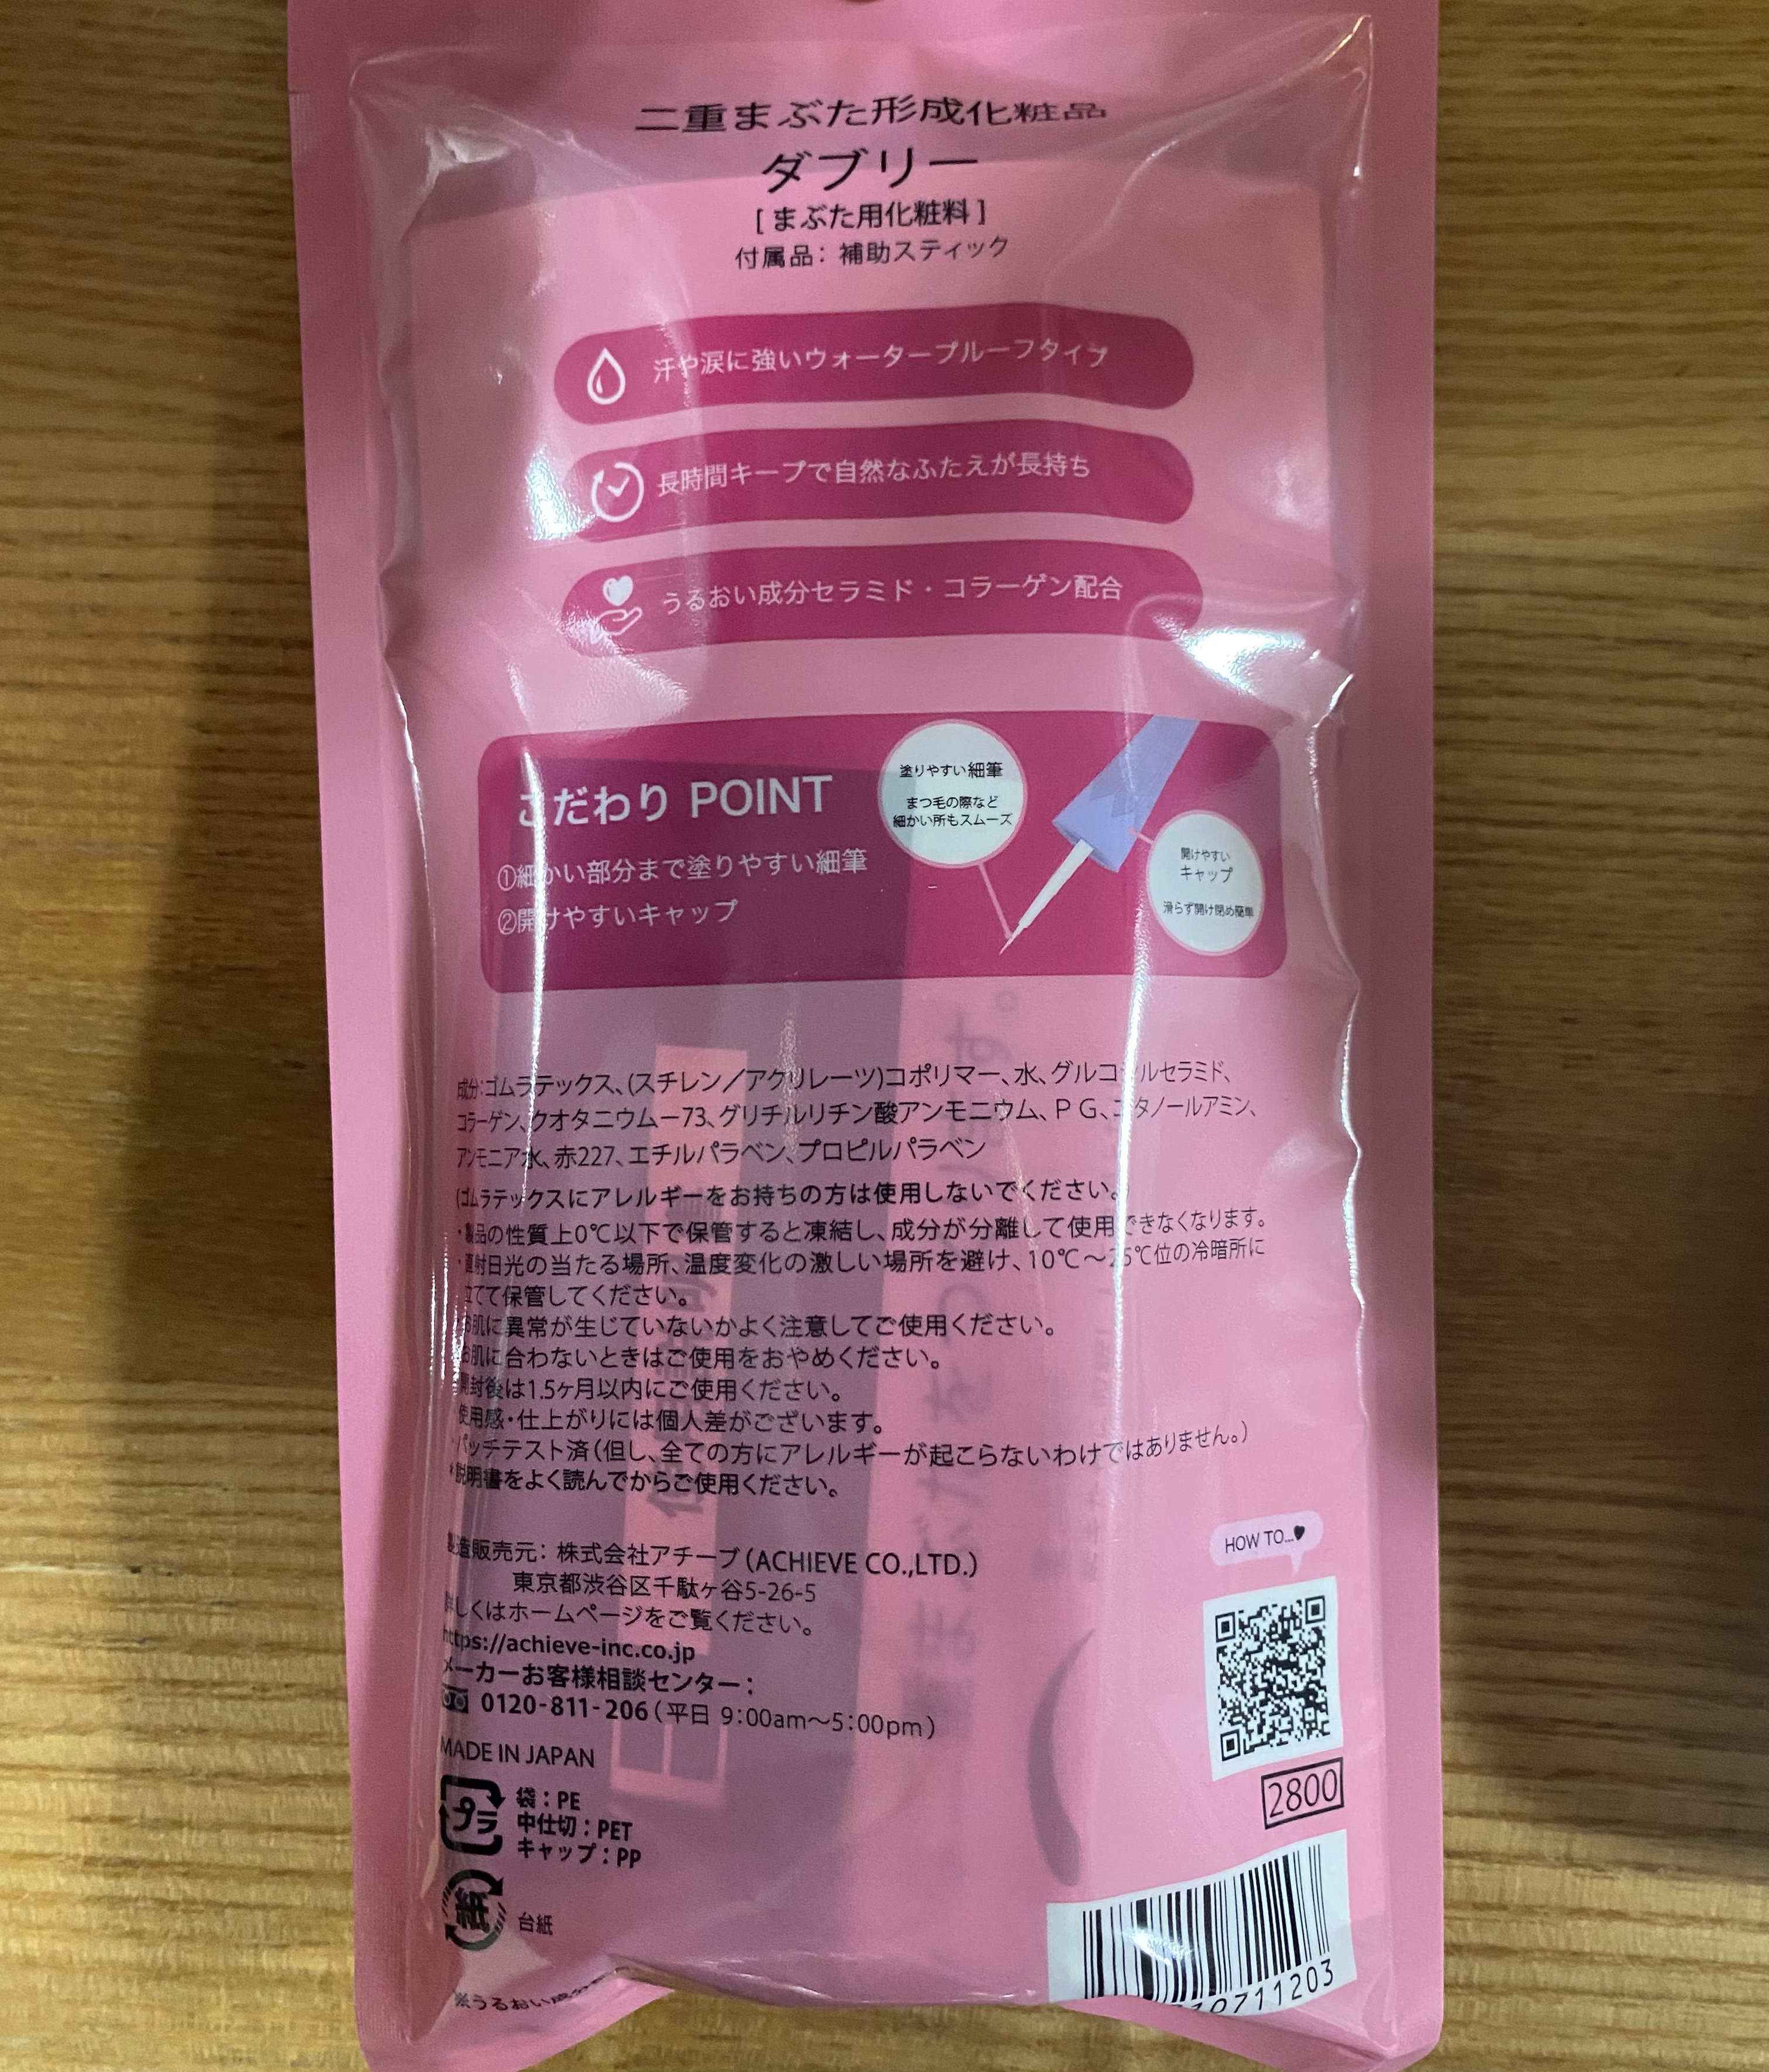 二重まぶた形成化粧品
ダブリー
[ まぶた用化粧料 ]
付属品：補助スティック
汗や涙に強いウォータープルーフタイプ
長時間キープで自然なふたえが長持ち
うるおい成分セラミド・コラーゲン配合
こだわり POINT
①細かい部分まで塗りやすい細筆
②開けやすいキャップ
塗りやすい細筆
まつ毛の際など
細かい所もスムーズ
開けやすい
キャップ
滑らず開け閉め簡単
成分:ゴムラテックス、(スチレン／アクリレーツ)コポリマー、水、グルコシルセラミド、
コラーゲン、クオタニウムー73、グリチルリチン酸アンモニウム、ＰＧ、エタノールアミン、
アンモニア水、赤227、エチルパラベン、プロピルパラベン
(ゴムラテックスにアレルギーをお持ちの方は使用しないでください。
・製品の性質上0℃以下で保管すると凍結し、成分が分離して使用できなくなります。
・直射日光の当たる場所、温度変化の激しい場所を避け、10℃～25℃位の冷暗所に
立てて保管してください。
・お肌に異常が生じていないかよく注意してご使用ください。
お肌に合わないときはご使用をおやめください。
開封後は1.5ヶ月以内にご使用ください。
使用感・仕上がりには個人差がございます。
・パッチテスト済（但し、全ての方にアレルギーが起こらないわけではありません。）
＊説明書をよく読んでからご使用ください。
製造販売元：株式会社アチーブ（ACHIEVE CO.,LTD.）
東京都渋谷区千駄ヶ谷5-26-5
詳しくはホームページをご覧ください。
https://achieve-inc.co.jp
メーカーお客様相談センター：
0120-811-206（平日 9：00am～5：00pm）
MADE IN JAPAN
プラ
袋：PE
中仕切：PET
キャップ：PP
紙
台紙
※うるおい成分
HOW TO...♥
2800
0711203